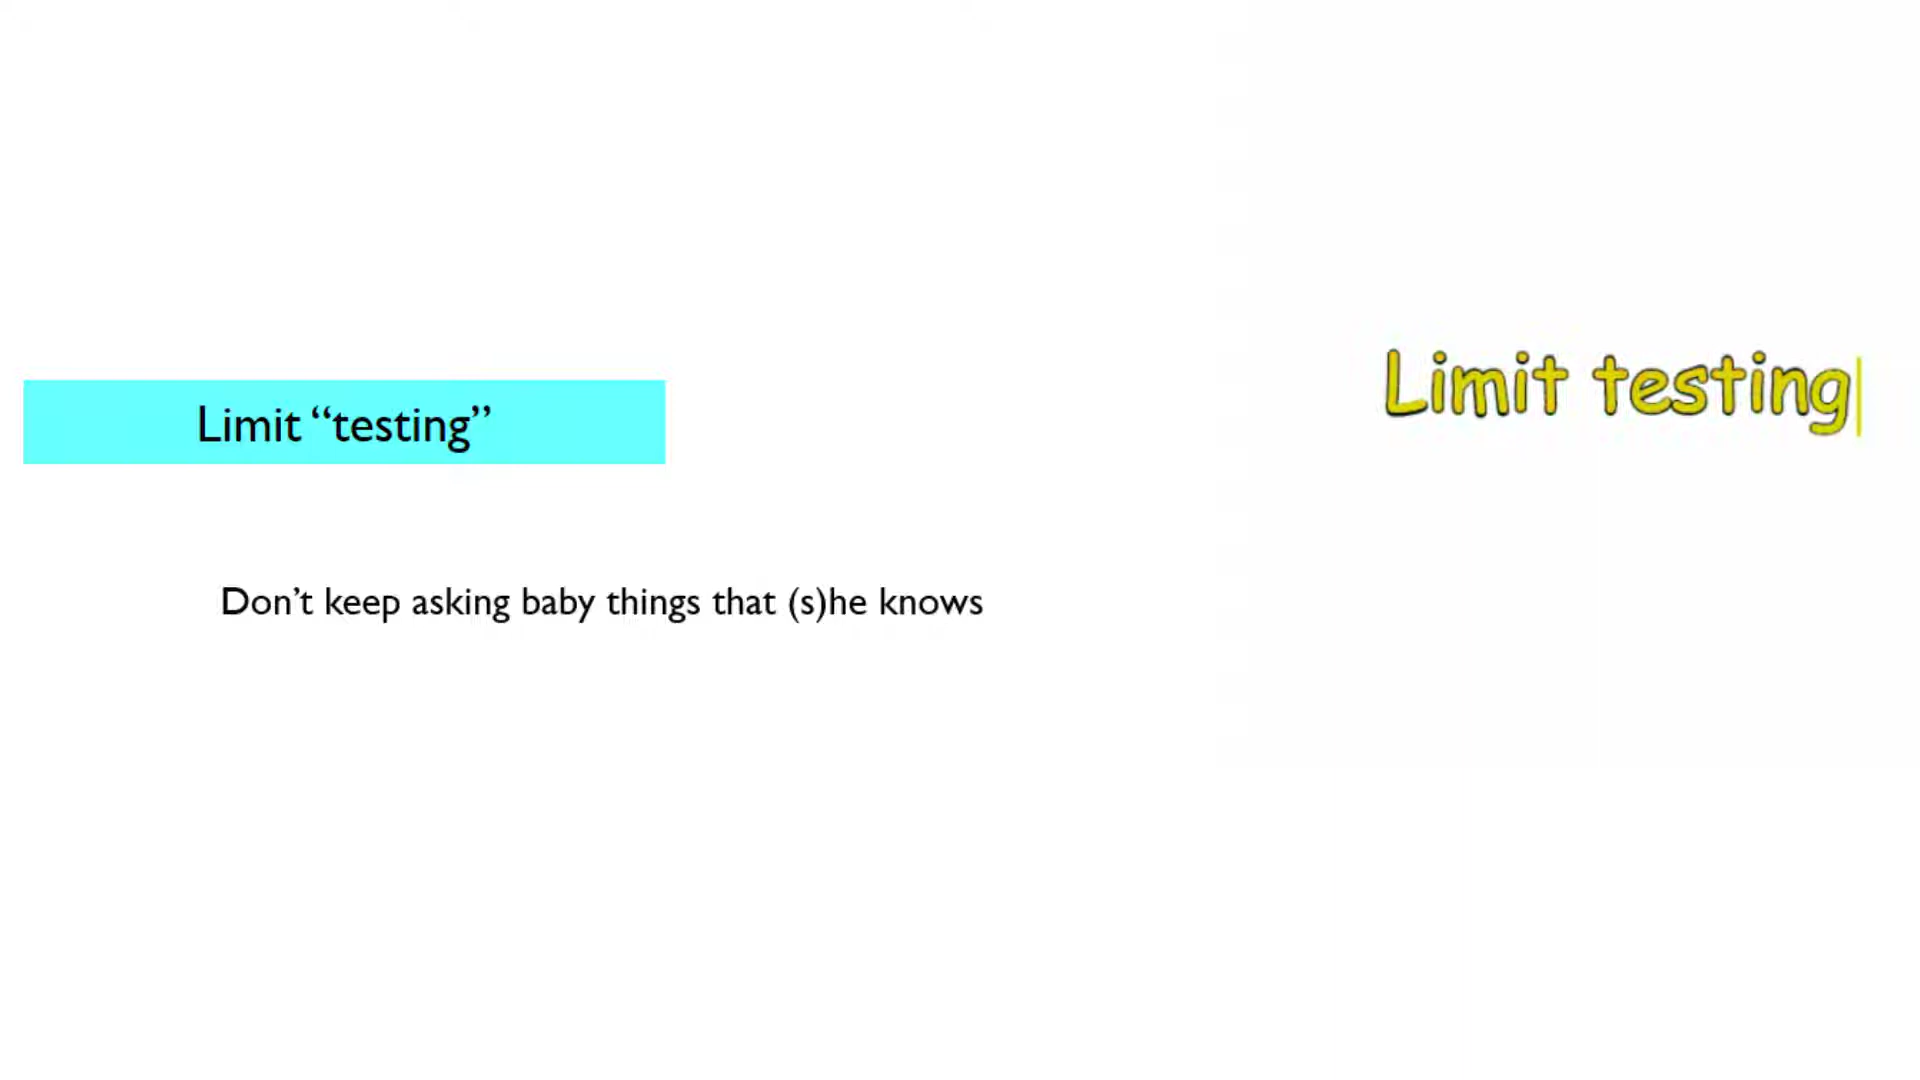 Limit “testing”
Limit testing
Don’t keep asking baby things that (s)he knows